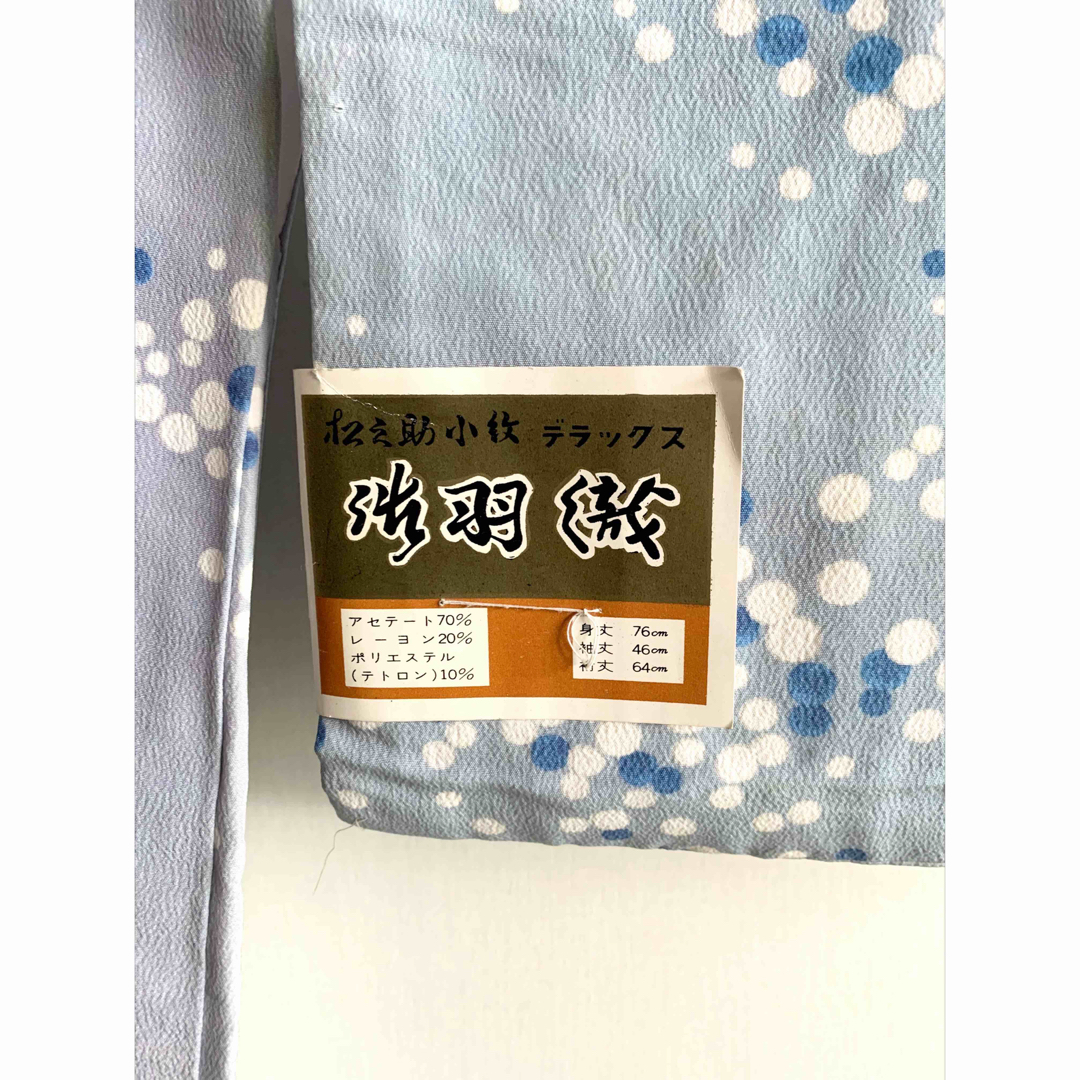 松之助小紋 デラックス
羽織
アセテート70%
レーヨン20%
ポリエステル
(テトロン)10%
身丈 76cm
袖丈 46cm
裄丈 64cm